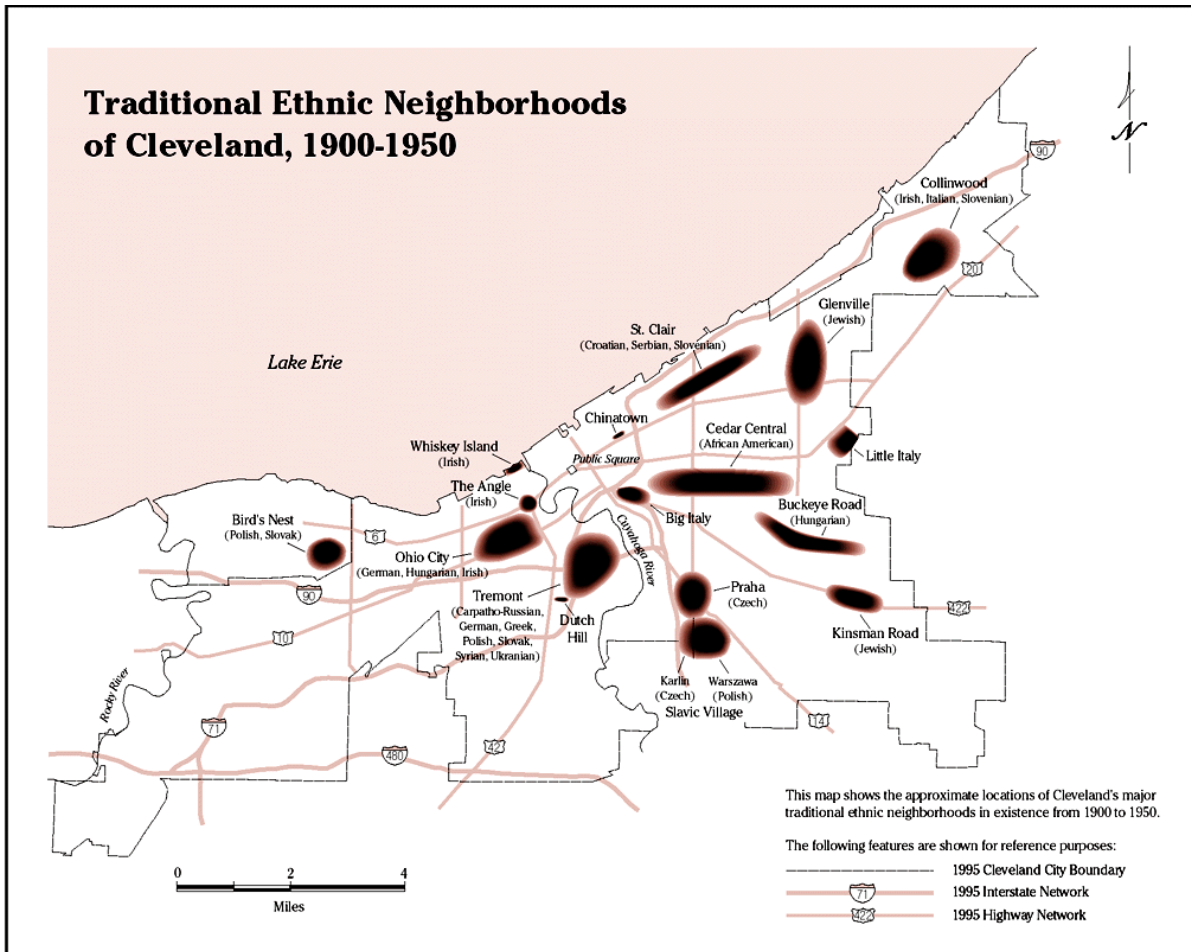 Traditional Ethnic Neighborhoods
of Cleveland, 1900-1950
N
90
Collinwood
(Irish, Italian, Slovenian)
20
Glenville
(Jewish)
St. Clair
(Croatian, Serbian, Slovenian)
Lake Erie
Chinatown
Cedar Central
(African American)
Whiskey Island
(Irish)
Public Square
Little Italy
The Angle
(Irish)
Big Italy
Buckeye Road
(Hungarian)
Bird's Nest
(Polish, Slovak)
6
Cuyahoga River
Ohio City
(German, Hungarian, Irish)
90
Tremont
(Carpatho-Russian,
German, Greek,
Polish, Slovak,
Syrian, Ukranian)
Dutch
Hill
Praha
(Czech)
422
10
Kinsman Road
(Jewish)
Karlin
(Czech)
Warszawa
(Polish)
Slavic Village
Rocky River
71
14
42
480
This map shows the approximate locations of Cleveland's major
traditional ethnic neighborhoods in existence from 1900 to 1950.
The following features are shown for reference purposes:
1995 Cleveland City Boundary
71
1995 Interstate Network
422
1995 Highway Network
0 2 4
Miles